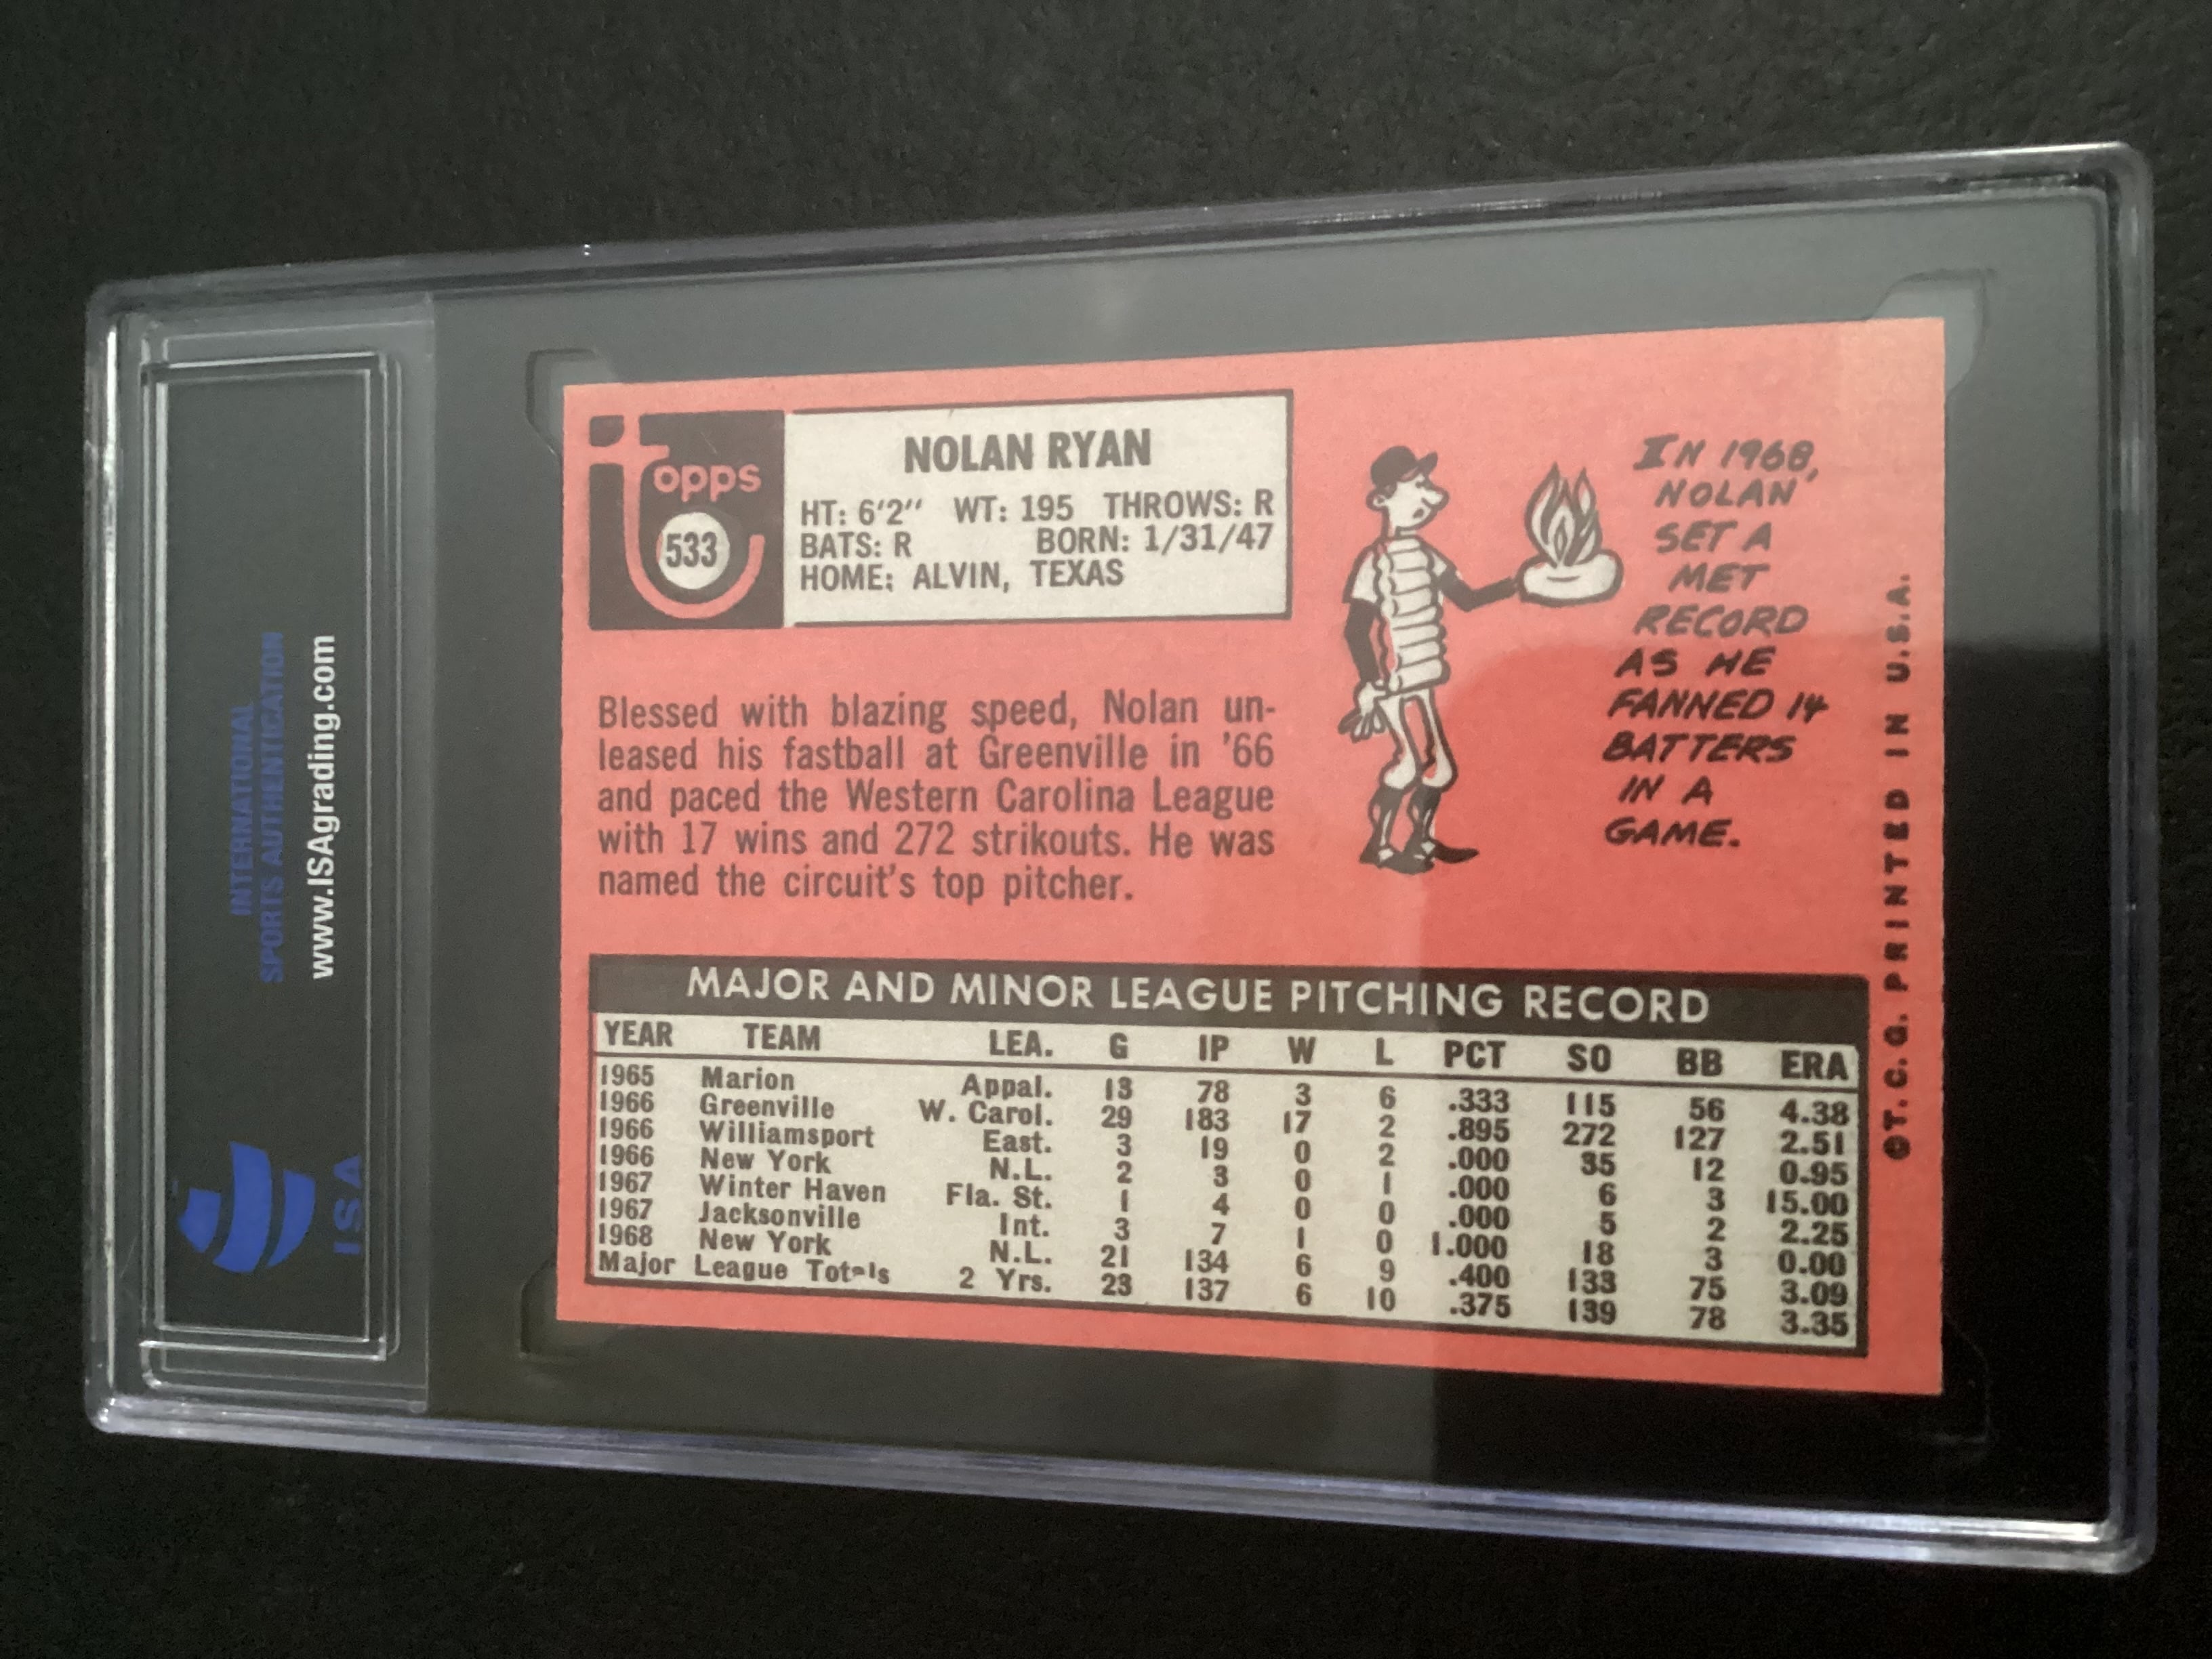 INTERNATIONAL
SPORTS AUTHENTICATION
www.ISAgrading.com
ISA
Topps
533
NOLAN RYAN
HT: 6'2" WT: 195 THROWS: R
BATS: R BORN: 1/31/47
HOME: ALVIN, TEXAS
Blessed with blazing speed, Nolan un-
leased his fastball at Greenville in '66
and paced the Western Carolina League
with 17 wins and 272 strikouts. He was
named the circuit's top pitcher.
IN 1968,
NOLAN
SET A
MET
RECORD
AS HE
FANNED 14
BATTERS
IN A
GAME.
©T.C.G. PRINTED IN U.S.A.
MAJOR AND MINOR LEAGUE PITCHING RECORD
YEAR TEAM LEA. G IP W L PCT SO BB ERA
1965 Marion Appal. 13 78 3 6 .333 115 56 4.38
1966 Greenville W. Carol. 29 183 17 2 .895 272 127 2.51
1966 Williamsport East. 3 19 0 2 .000 35 12 0.95
1966 New York N.L. 2 3 0 1 .000 6 3 15.00
1967 Winter Haven Fla. St. 1 4 0 0 .000 5 2 2.25
1967 Jacksonville Int. 3 7 1 0 1.000 18 3 0.00
1968 New York N.L. 21 134 6 9 .400 133 75 3.09
Major League Totals 2 Yrs. 23 137 6 10 .375 139 78 3.35